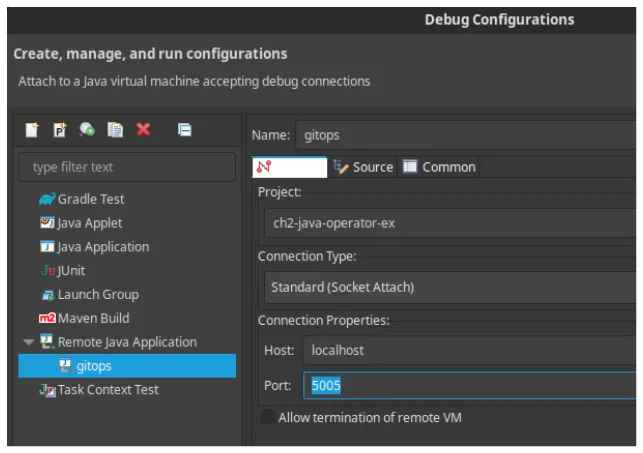 Debug Configurations
Create, manage, and run configurations
Attach to a Java virtual machine accepting debug connections
Name: gitops
type filter text
Source Common
Gradle Test
Project:
Java Applet
ch2-java-operator-ex
Java Application
Connection Type:
JUnit
Standard (Socket Attach)
Launch Group
Maven Build
Connection Properties:
Remote Java Application
Host: localhost
gitops
Port: 5005
Task Context Test
Allow termination of remote VM